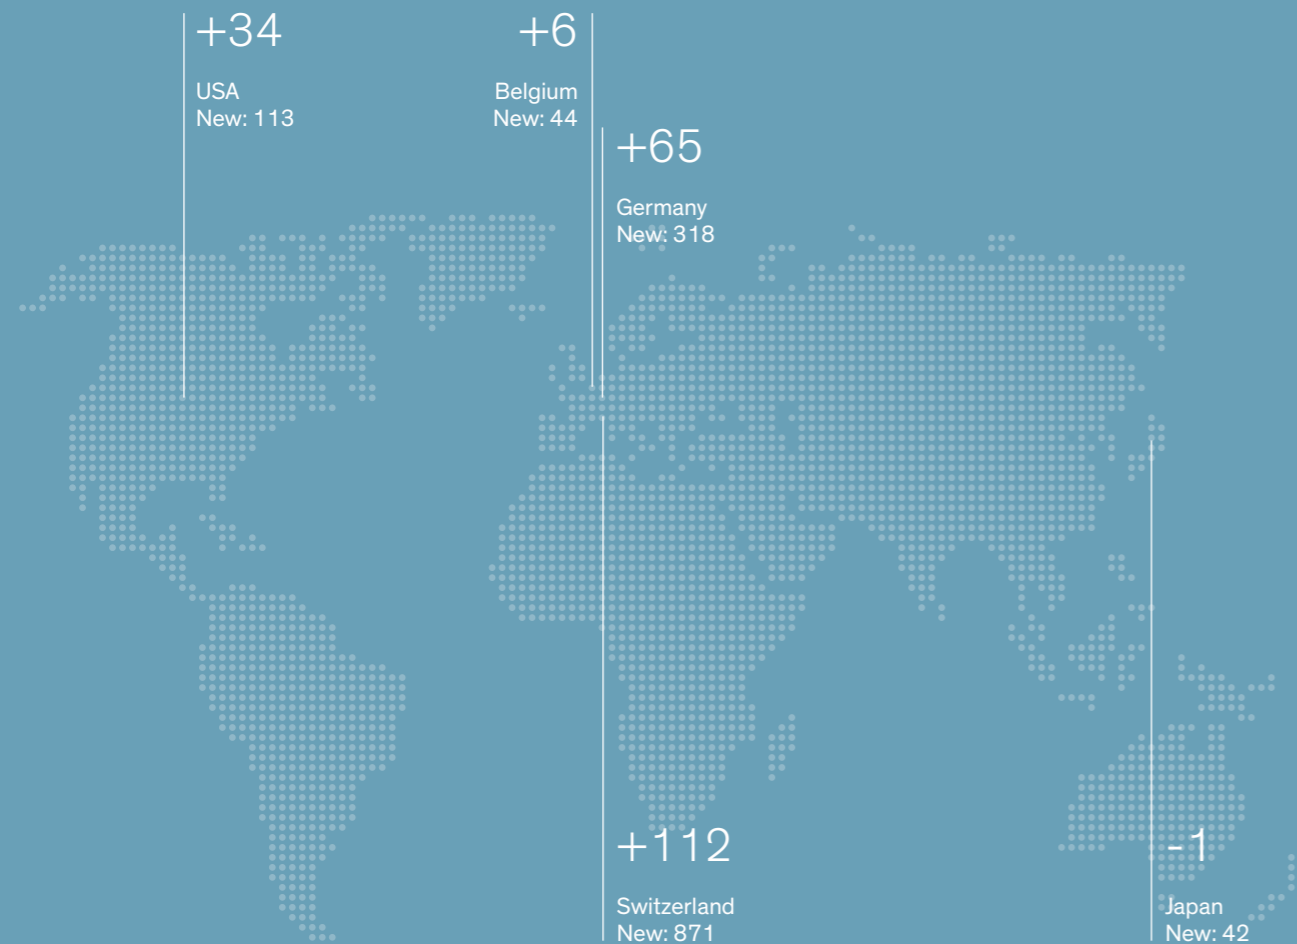 +34
USA
New: 113
+6
Belgium
New: 44
+65
Germany
New: 318
+112
Switzerland
New: 871
-1
Japan
New: 42